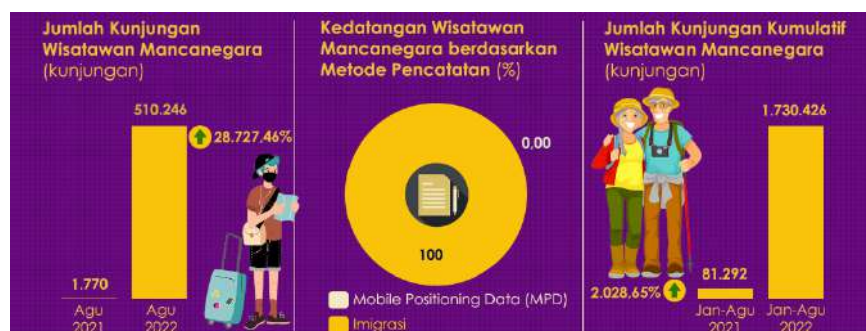 Jumlah Kunjungan
Wisatawan Mancanegara
(kunjungan)
510.246
28.727,46%
1.770
Agu
2021
Agu
2022
Kedatangan Wisatawan
Mancanegara berdasarkan
Metode Pencatatan (%)
0,00
100
Mobile Positioning Data (MPD)
Imigrasi
Jumlah Kunjungan Kumulatif
Wisatawan Mancanegara
(kunjungan)
1.730.426
81.292
2.028,65%
Jan-Agu
2021
Jan-Agu
2022